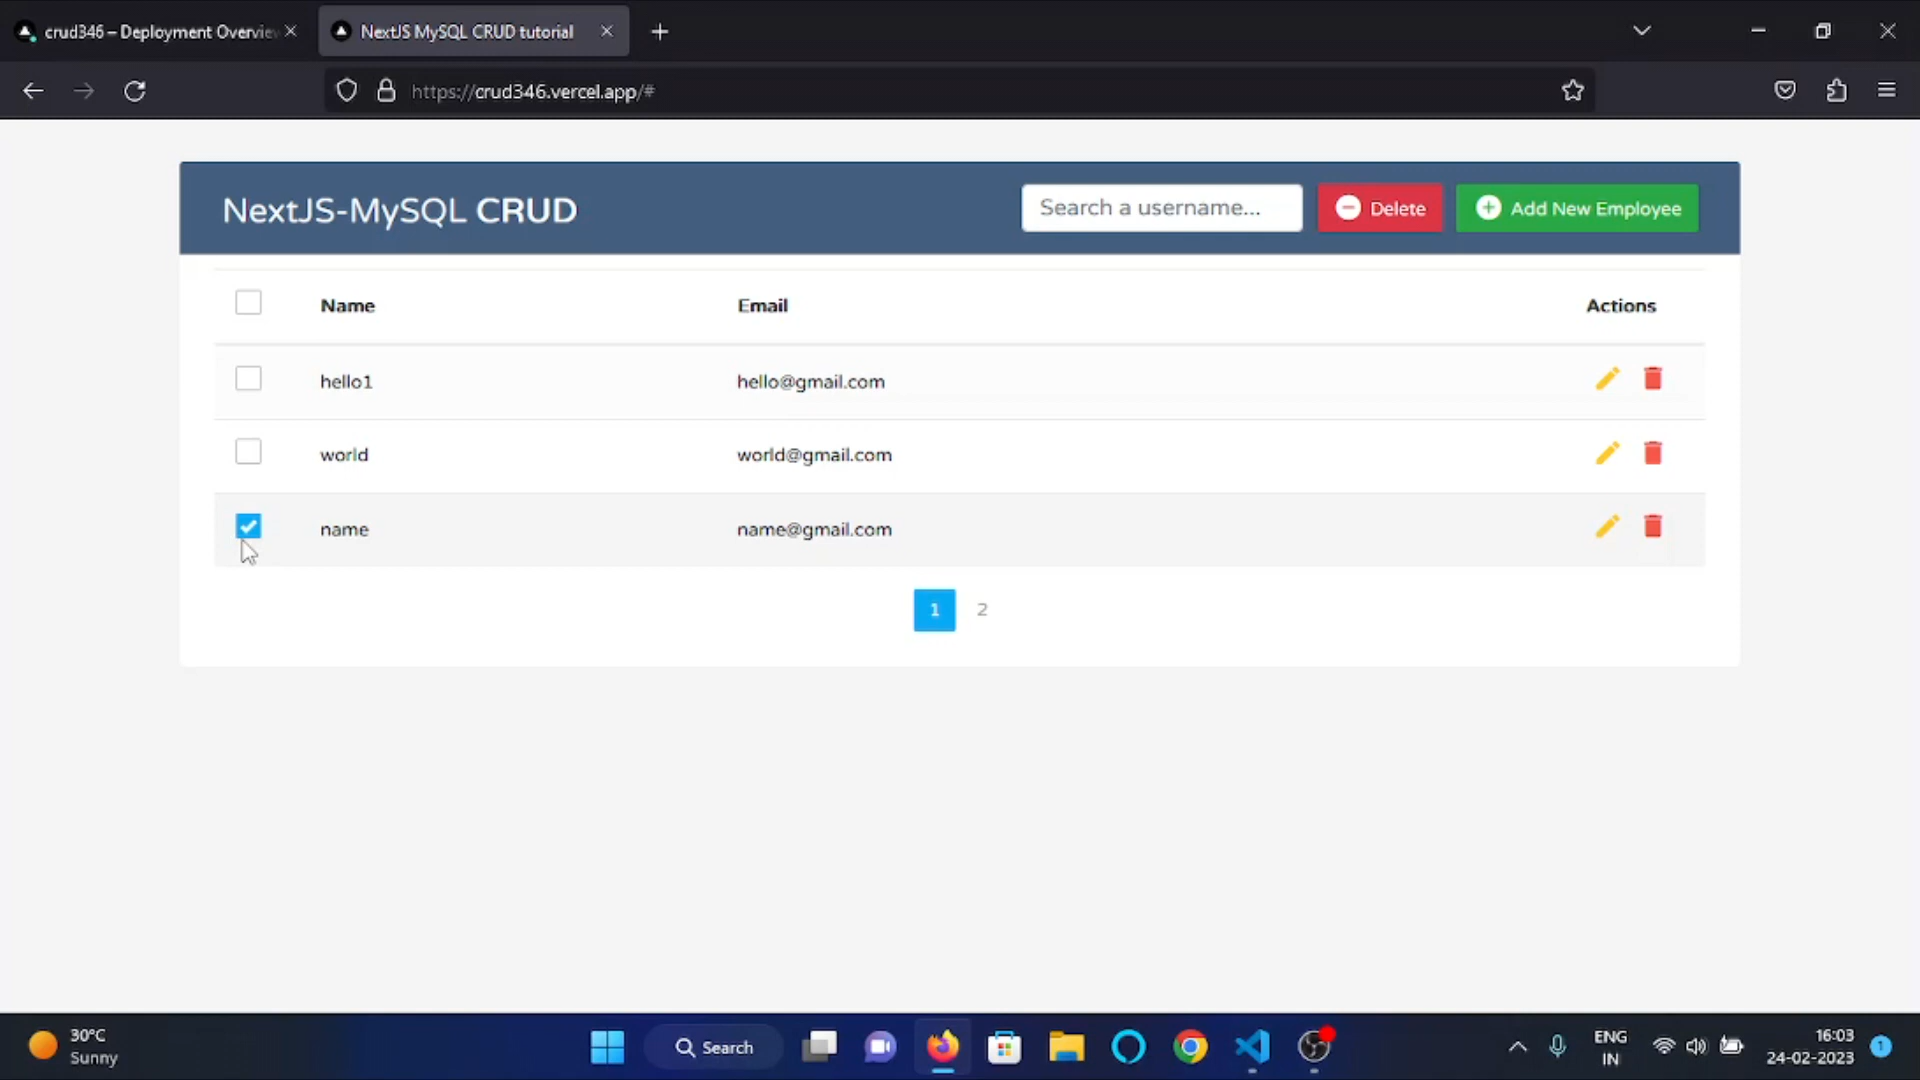 crud346 – Deployment Overvie
NextJS MySQL CRUD tutorial
https://crud346.vercel.app/#
NextJS-MySQL CRUD
Search a username...
Delete
Add New Employee
Name Email Actions
hello1 hello@gmail.com
world world@gmail.com
name name@gmail.com
1 2
30°C
Sunny
Search
ENG
IN
16:03
24-02-2023
1